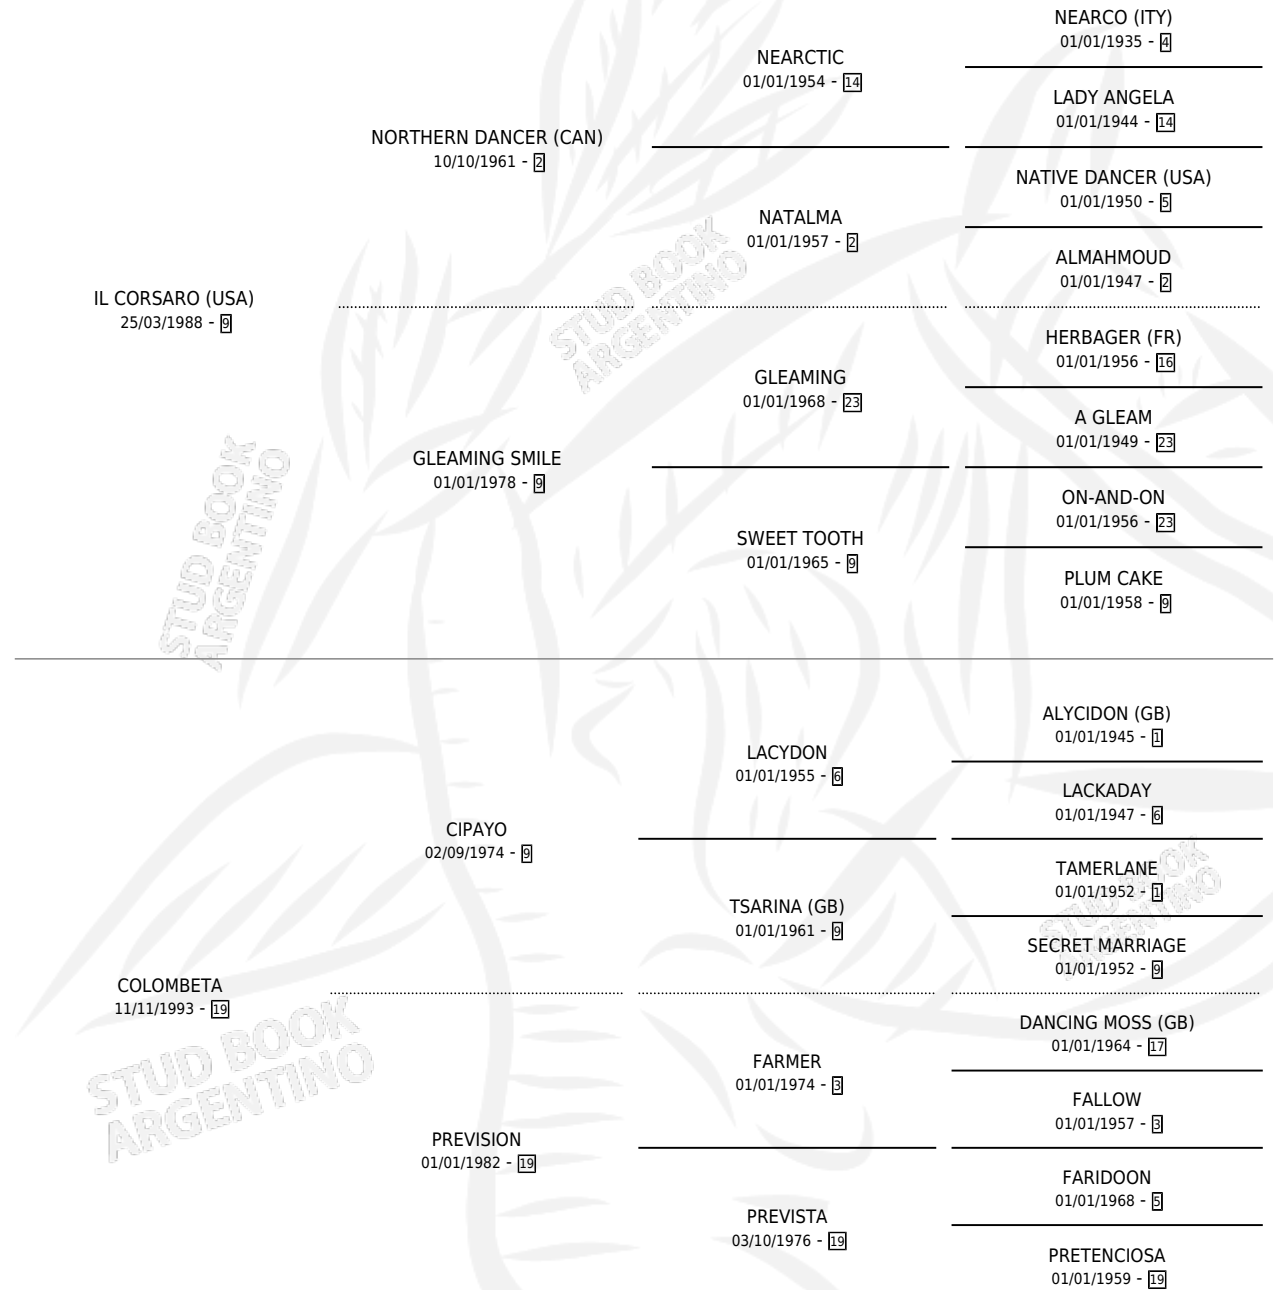 NEARCO (ITY)
01/01/1935 - 4
NEARCTIC
01/01/1954 - 14
LADY ANGELA
01/01/1944 - 14
NORTHERN DANCER (CAN)
10/10/1961 - 2
NATIVE DANCER (USA)
01/01/1950 - 5
NATALMA
01/01/1957 - 2
ALMAHMOUD
01/01/1947 - 2
IL CORSARO (USA)
25/03/1988 - 9
STUD BOOK
ARGENTINO
HERBAGER (FR)
01/01/1956 - 16
GLEAMING
01/01/1968 - 23
A GLEAM
01/01/1949 - 23
GLEAMING SMILE
01/01/1978 - 9
ON-AND-ON
01/01/1956 - 23
SWEET TOOTH
01/01/1965 - 9
PLUM CAKE
01/01/1958 - 9
STUD BOOK
ARGENTINO
ALYCIDON (GB)
01/01/1945 - 1
LACYDON
01/01/1955 - 6
LACKADAY
01/01/1947 - 6
CIPAYO
02/09/1974 - 9
TAMERLANE
01/01/1952 - 1
TSARINA (GB)
01/01/1961 - 9
SECRET MARRIAGE
01/01/1952 - 9
STUD BOOK
ARGENTINO
COLOMBETA
11/11/1993 - 19
DANCING MOSS (GB)
01/01/1964 - 17
FARMER
01/01/1974 - 3
FALLOW
01/01/1957 - 3
STUD BOOK
ARGENTINO
PREVISION
01/01/1982 - 19
FARIDOON
01/01/1968 - 5
PREVISTA
03/10/1976 - 19
PRETENCIOSA
01/01/1959 - 19